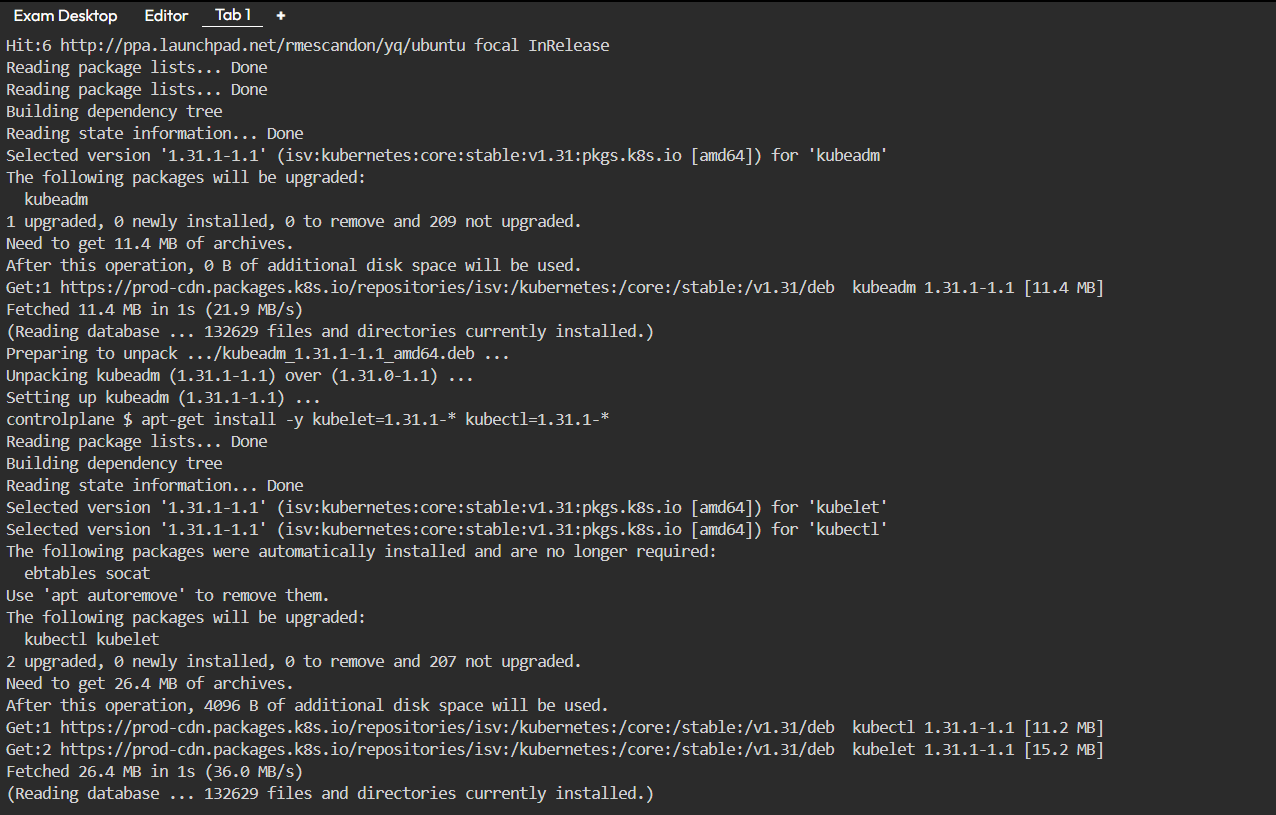 Exam Desktop Editor Tab 1 +
Hit:6 http://ppa.launchpad.net/rmescandon/yq/ubuntu focal InRelease
Reading package lists... Done
Reading package lists... Done
Building dependency tree
Reading state information... Done
Selected version '1.31.1-1.1' (isv:kubernetes:core:stable:v1.31:pkgs.k8s.io [amd64]) for 'kubeadm'
The following packages will be upgraded:
  kubeadm
1 upgraded, 0 newly installed, 0 to remove and 209 not upgraded.
Need to get 11.4 MB of archives.
After this operation, 0 B of additional disk space will be used.
Get:1 https://prod-cdn.packages.k8s.io/repositories/isv:/kubernetes:/core:/stable:/v1.31/deb  kubeadm 1.31.1-1.1 [11.4 MB]
Fetched 11.4 MB in 1s (21.9 MB/s)
(Reading database ... 132629 files and directories currently installed.)
Preparing to unpack .../kubeadm_1.31.1-1.1_amd64.deb ...
Unpacking kubeadm (1.31.1-1.1) over (1.31.0-1.1) ...
Setting up kubeadm (1.31.1-1.1) ...
controlplane $ apt-get install -y kubelet=1.31.1-* kubectl=1.31.1-*
Reading package lists... Done
Building dependency tree
Reading state information... Done
Selected version '1.31.1-1.1' (isv:kubernetes:core:stable:v1.31:pkgs.k8s.io [amd64]) for 'kubelet'
Selected version '1.31.1-1.1' (isv:kubernetes:core:stable:v1.31:pkgs.k8s.io [amd64]) for 'kubectl'
The following packages were automatically installed and are no longer required:
  ebtables socat
Use 'apt autoremove' to remove them.
The following packages will be upgraded:
  kubectl kubelet
2 upgraded, 0 newly installed, 0 to remove and 207 not upgraded.
Need to get 26.4 MB of archives.
After this operation, 4096 B of additional disk space will be used.
Get:1 https://prod-cdn.packages.k8s.io/repositories/isv:/kubernetes:/core:/stable:/v1.31/deb  kubectl 1.31.1-1.1 [11.2 MB]
Get:2 https://prod-cdn.packages.k8s.io/repositories/isv:/kubernetes:/core:/stable:/v1.31/deb  kubelet 1.31.1-1.1 [15.2 MB]
Fetched 26.4 MB in 1s (36.0 MB/s)
(Reading database ... 132629 files and directories currently installed.)